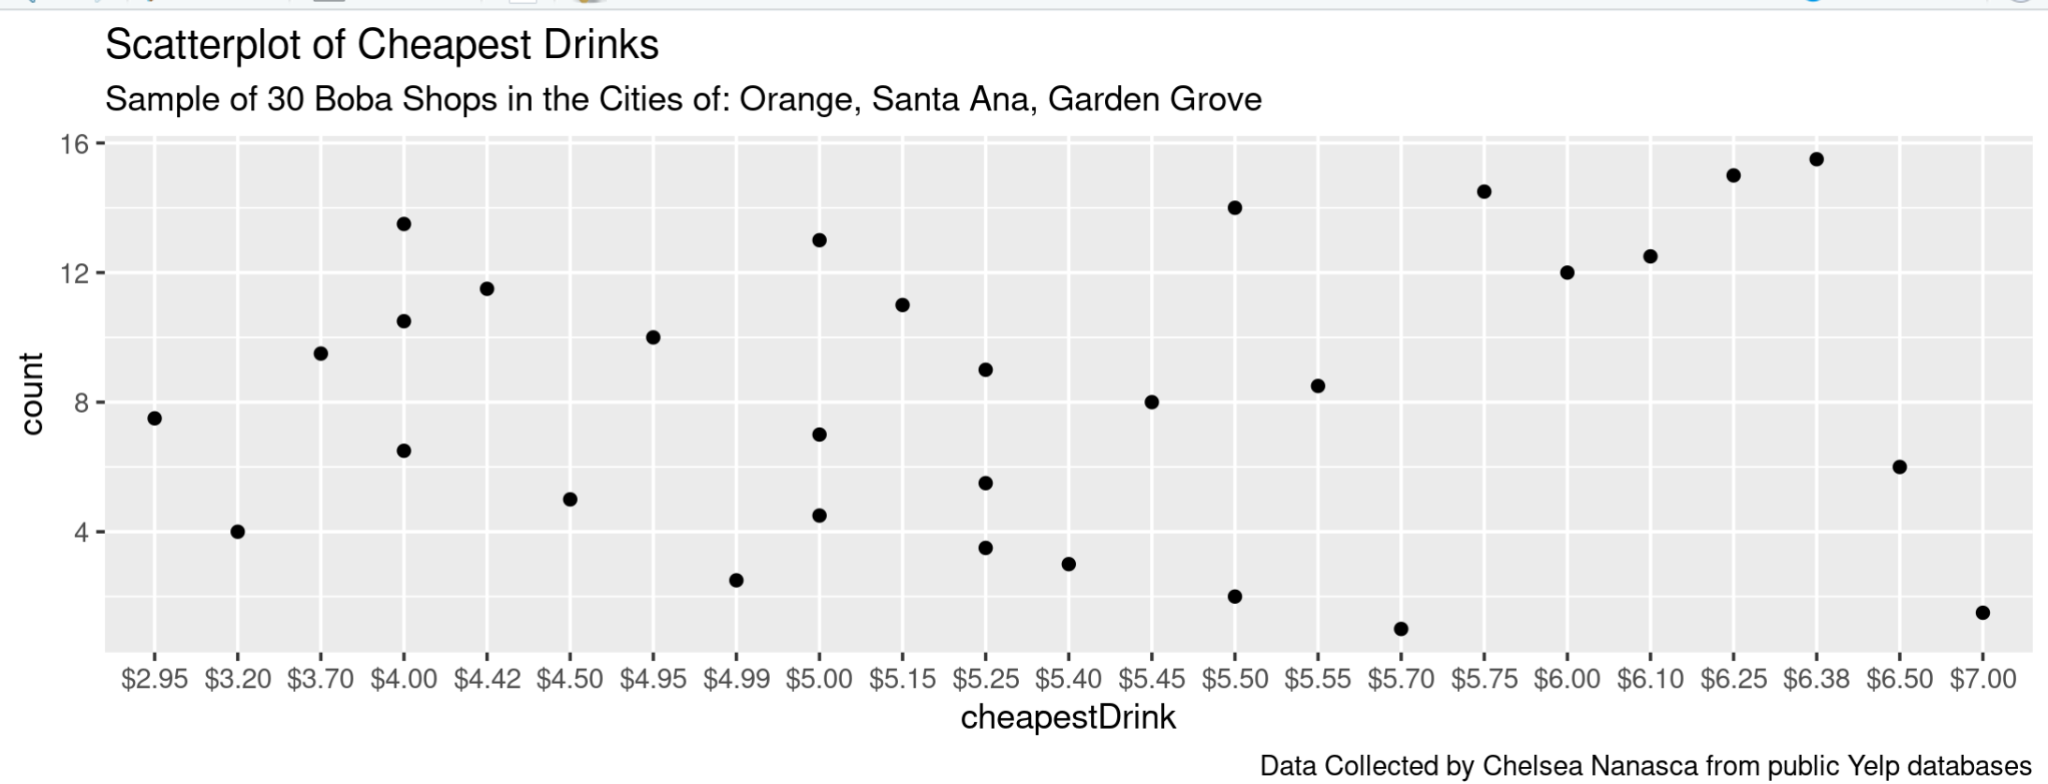 Scatterplot of Cheapest Drinks
Sample of 30 Boba Shops in the Cities of: Orange, Santa Ana, Garden Grove
16
12
8
4
count
$2.95 $3.20 $3.70 $4.00 $4.42 $4.50 $4.95 $4.99 $5.00 $5.15 $5.25 $5.40 $5.45 $5.50 $5.55 $5.70 $5.75 $6.00 $6.10 $6.25 $6.38 $6.50 $7.00
cheapestDrink
Data Collected by Chelsea Nanasca from public Yelp databases